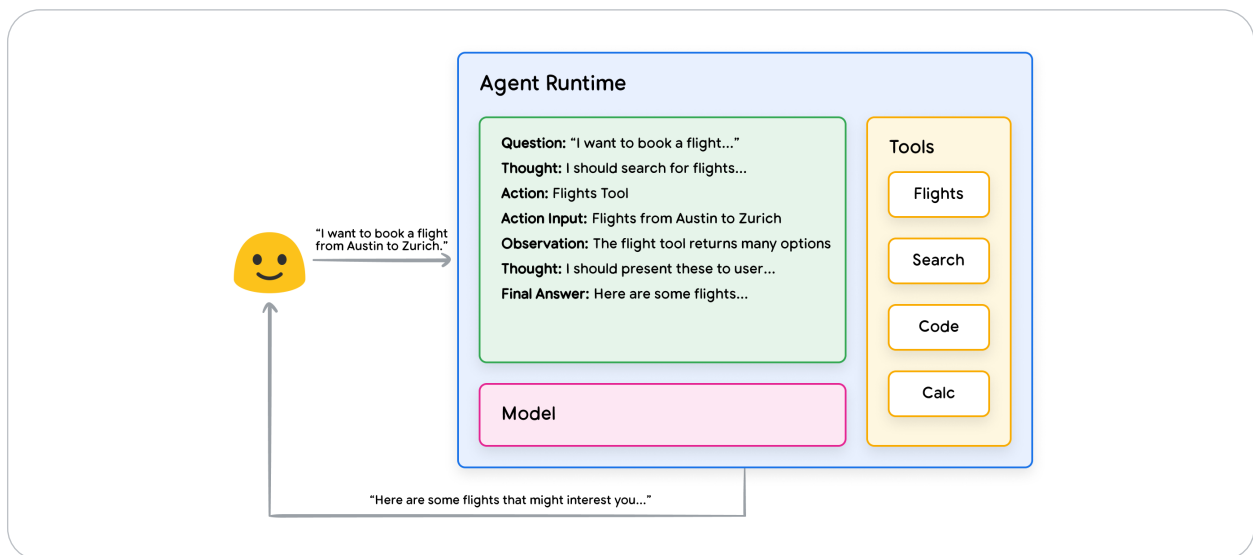 Agent Runtime
Question: “I want to book a flight...”
Thought: I should search for flights...
Action: Flights Tool
Action Input: Flights from Austin to Zurich
Observation: The flight tool returns many options
Thought: I should present these to user...
Final Answer: Here are some flights...
Model
Tools
Flights
Search
Code
Calc
“I want to book a flight
from Austin to Zurich.”
“Here are some flights that might interest you...”